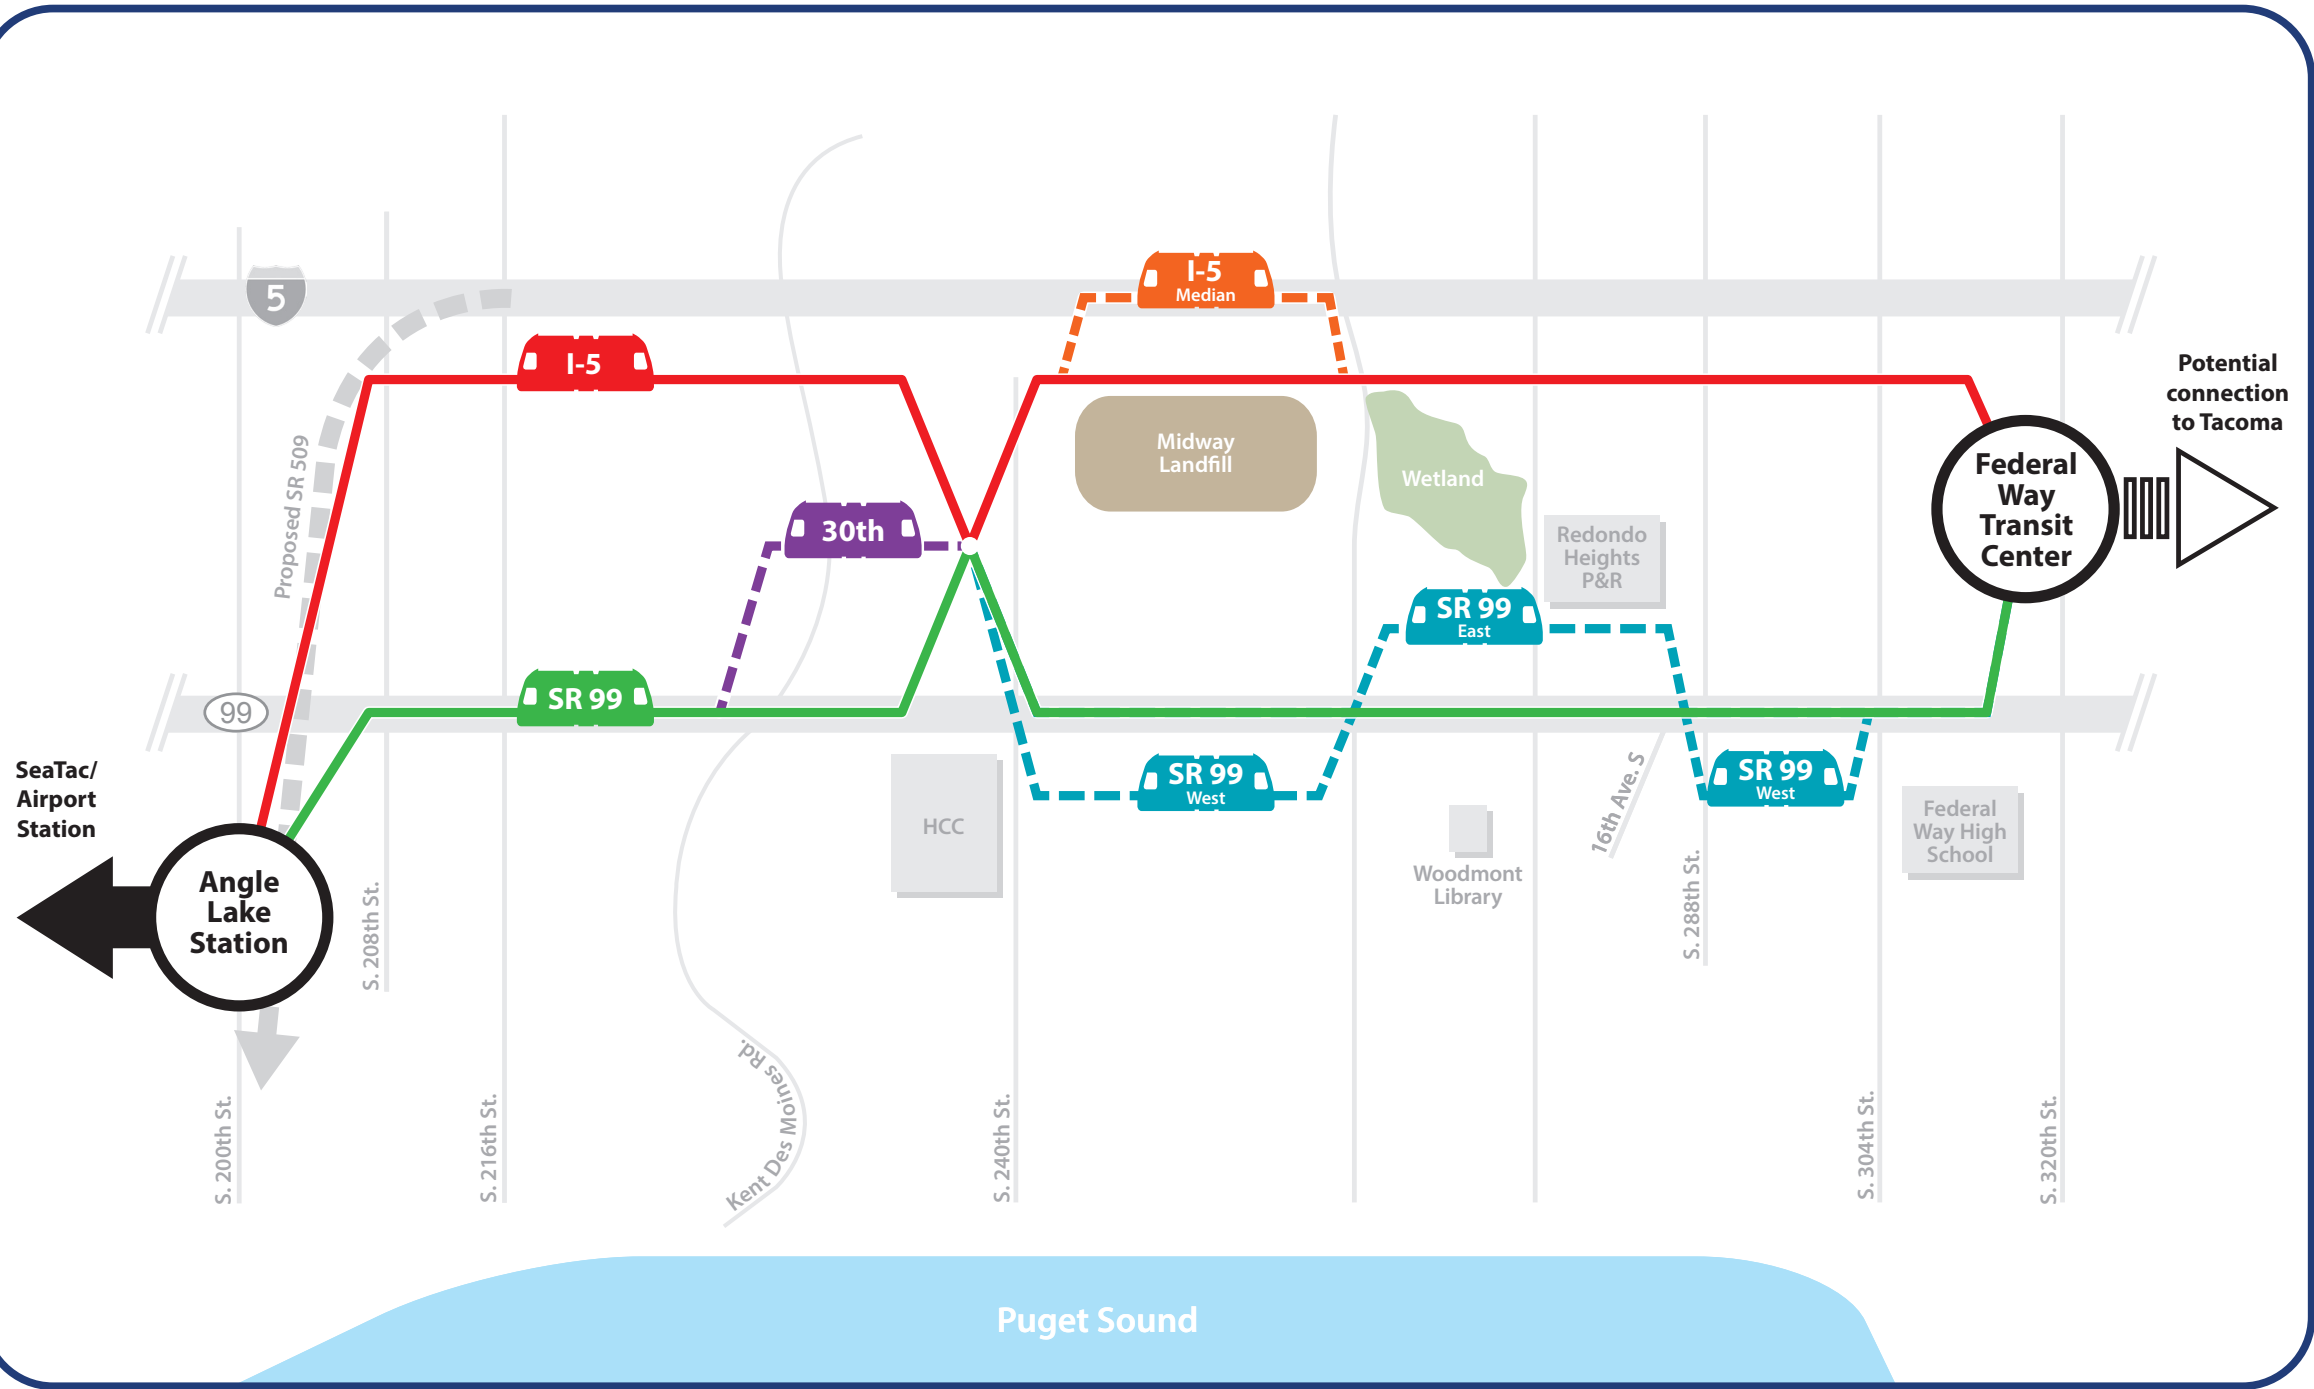 5
I-5
Median
I-5
Potential
connection
to Tacoma
Midway
Landfill
Wetland
Proposed SR 509
30th
Redondo
Heights
P&R
Federal
Way
Transit
Center
SR 99
East
99
SR 99
SeaTac/
Airport
Station
SR 99
West
SR 99
West
16th Ave. S
HCC
Federal
Way High
School
Woodmont
Library
Angle
Lake
Station
S. 208th St.
S. 288th St.
Kent Des Moines Rd.
S. 200th St.
S. 216th St.
S. 240th St.
S. 304th St.
S. 320th St.
Puget Sound